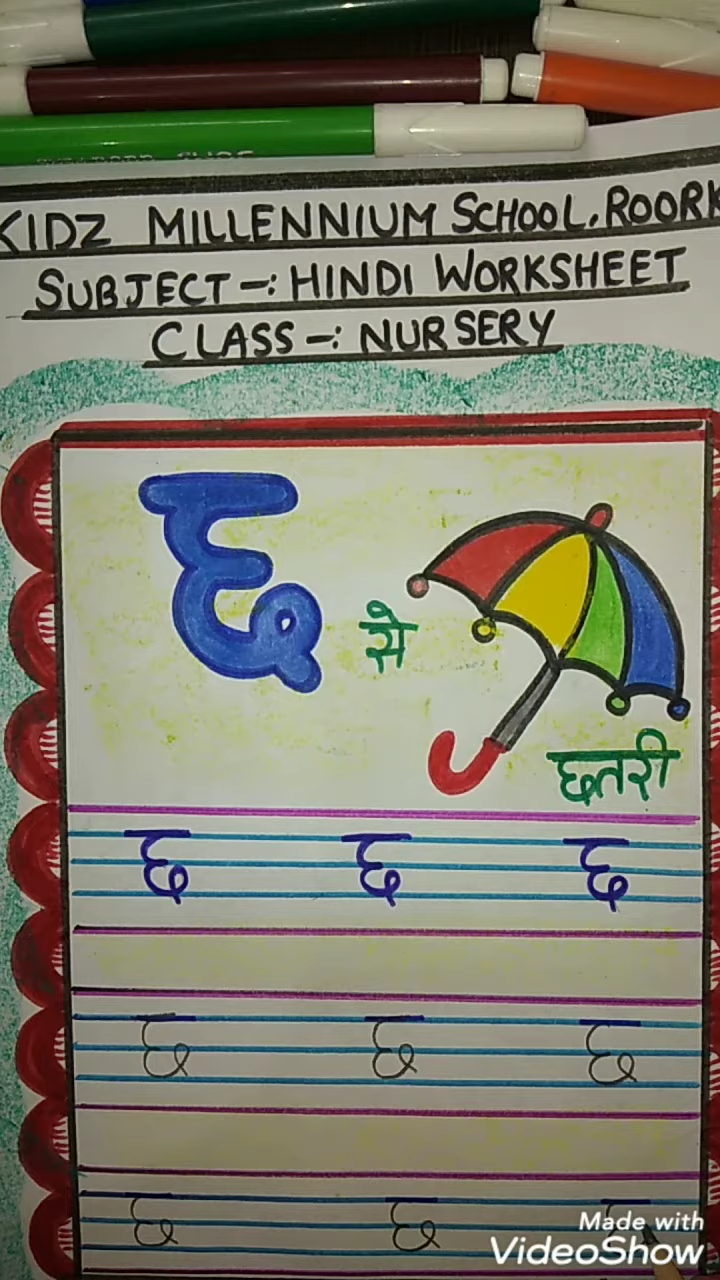 KIDZ MILLENNIUM SCHOOL, ROORK
SUBJECT -: HINDI WORKSHEET
CLASS -: NURSERY
छ से
छतरी
छ छ छ
छ छ छ
छ छ
Made with
VideoShow